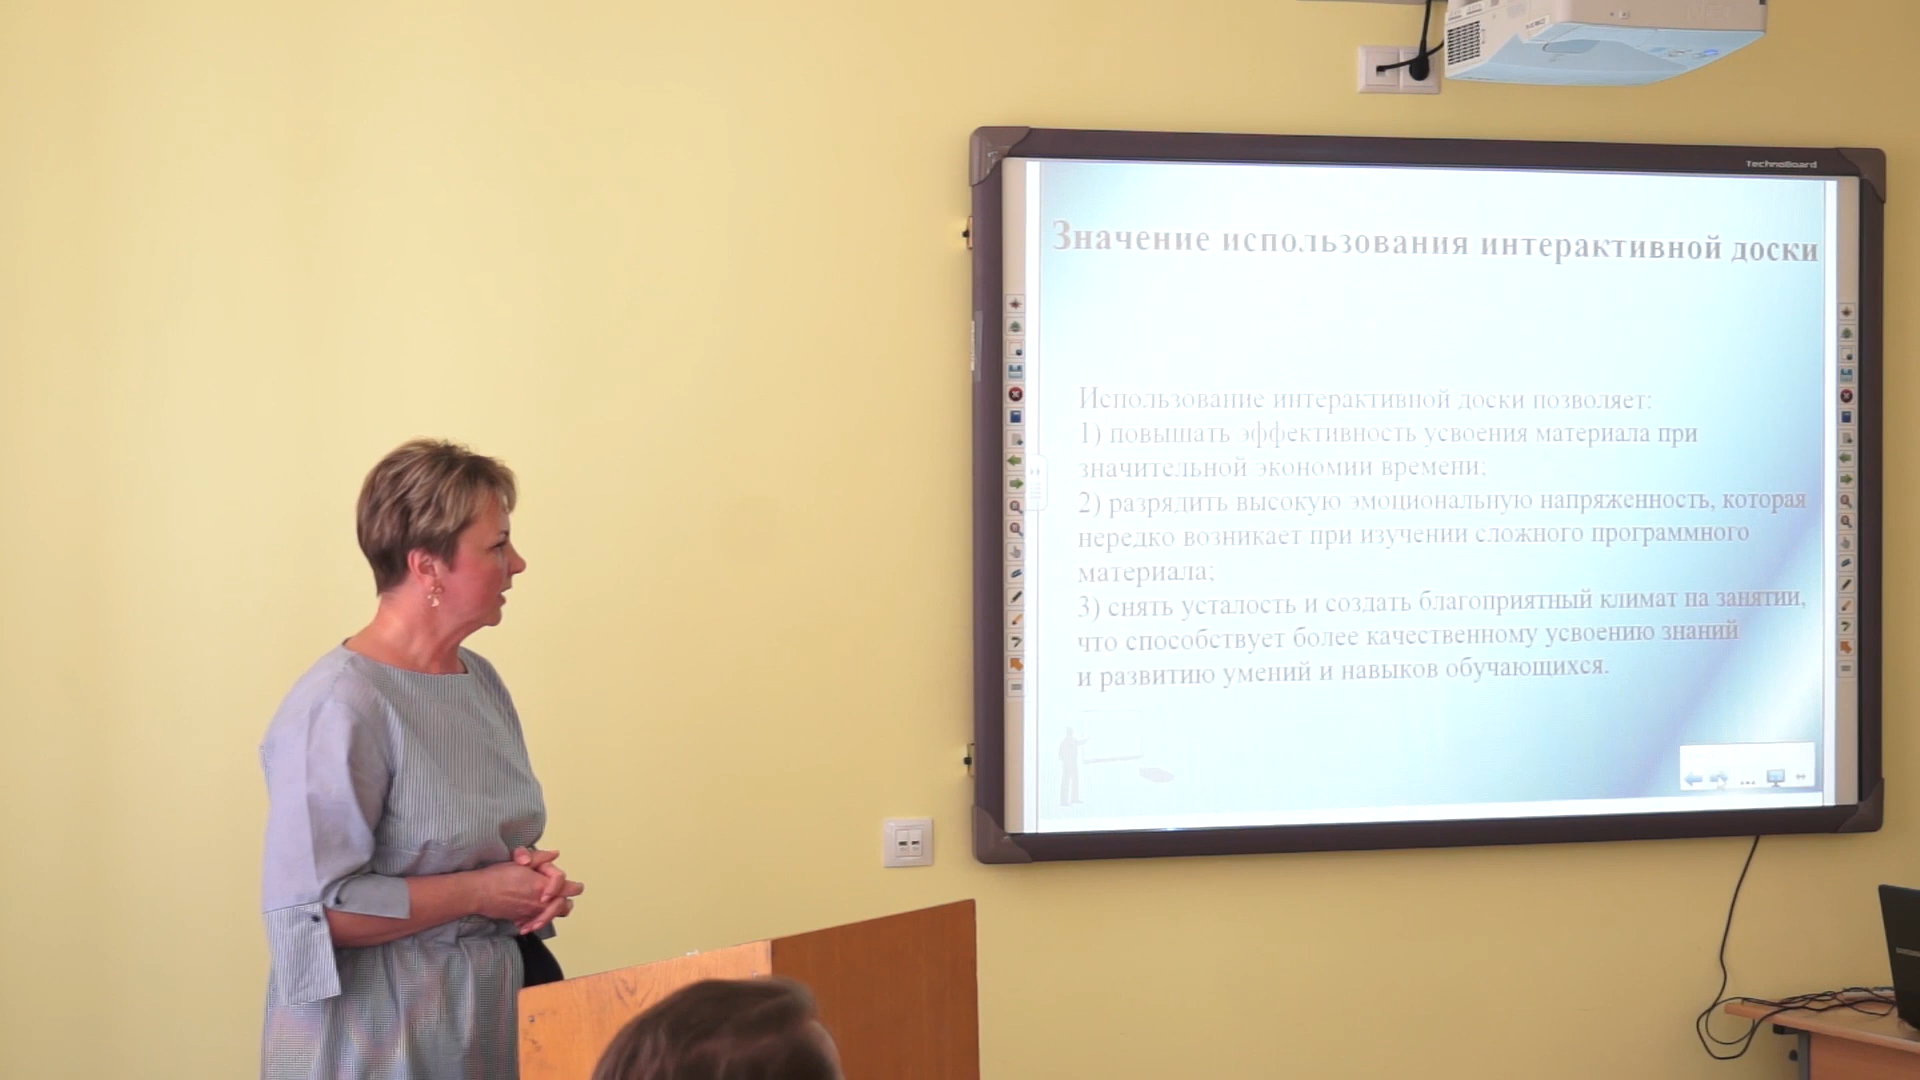 TechnoBoard
Значение использования интерактивной доски
Использование интерактивной доски позволяет:
1) повышать эффективность усвоения материала при
значительной экономии времени;
2) разрядить высокую эмоциональную напряженность, которая
нередко возникает при изучении сложного программного
материала;
3) снять усталость и создать благоприятный климат на занятии,
что способствует более качественному усвоению знаний
и развитию умений и навыков обучающихся.